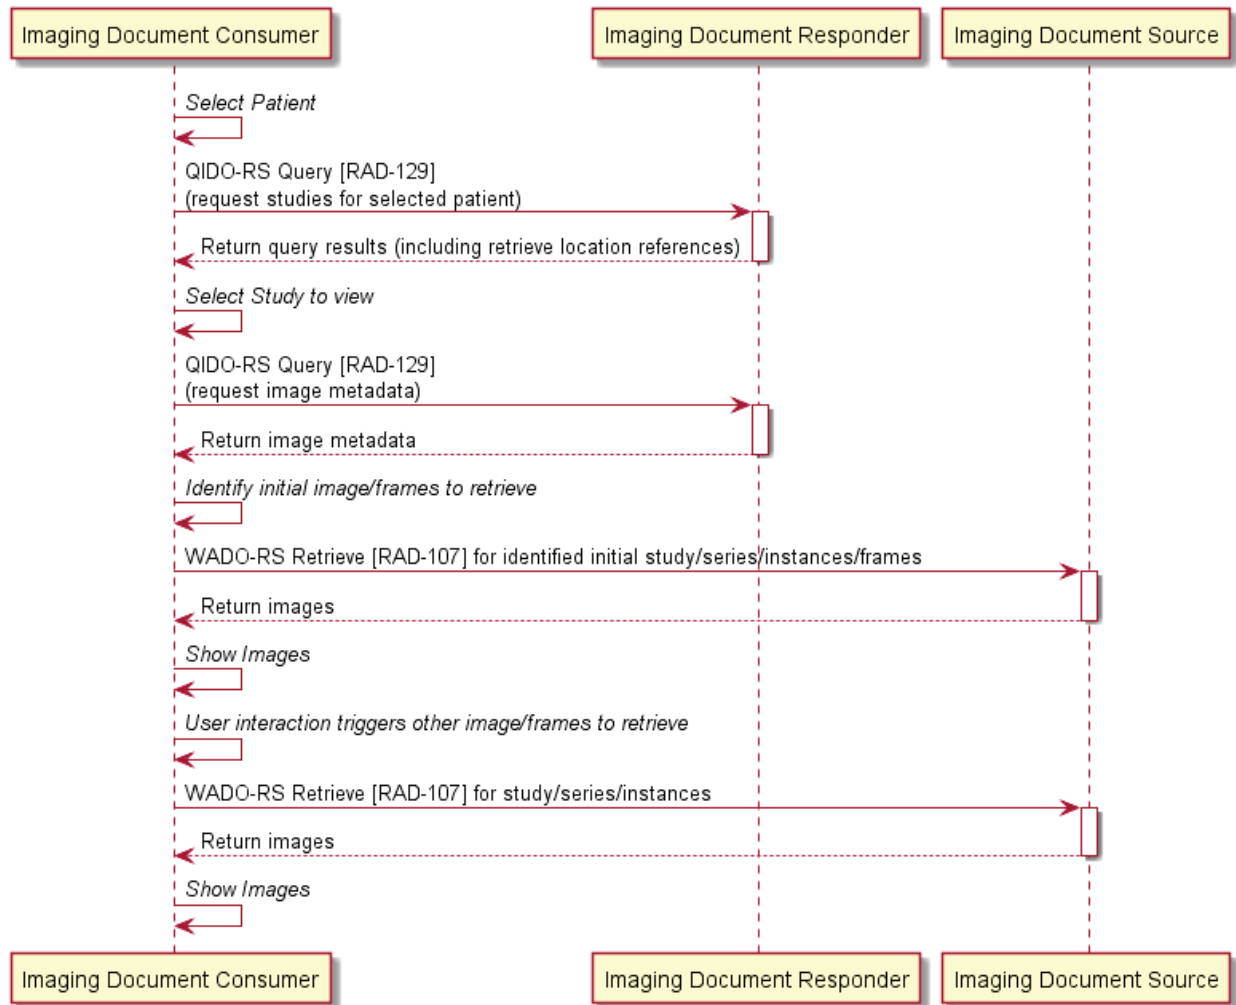 Imaging Document Consumer
Imaging Document Responder
Imaging Document Source
Select Patient
QIDO-RS Query [RAD-129]
(request studies for selected patient)
Return query results (including retrieve location references)
Select Study to view
QIDO-RS Query [RAD-129]
(request image metadata)
Return image metadata
Identify initial image/frames to retrieve
WADO-RS Retrieve [RAD-107] for identified initial study/series/instances/frames
Return images
Show Images
User interaction triggers other image/frames to retrieve
WADO-RS Retrieve [RAD-107] for study/series/instances
Return images
Show Images
Imaging Document Consumer
Imaging Document Responder
Imaging Document Source